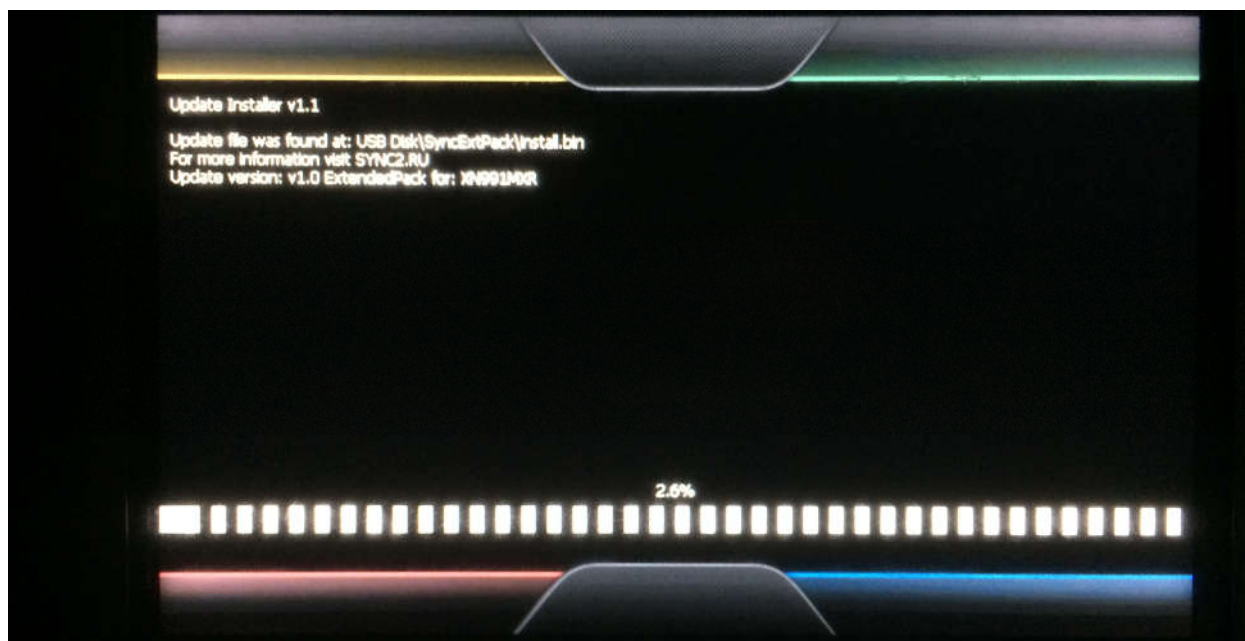 Update Installer v1.1
Update file was found at: USB Disk\SyncExtPack\install.bin
For more information visit SYNC2.RU
Update version: v1.0 ExtendedPack for: XN991MXR
2.6%